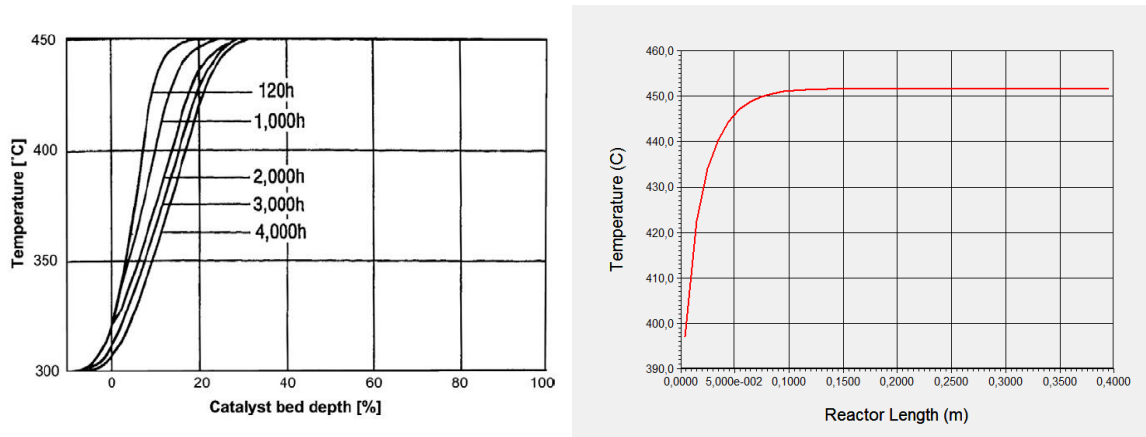 450
400
350
300
Temperature [˚C]
120h
1,000h
2,000h
3,000h
4,000h
0
20
40
60
80
100
Catalyst bed depth [%]
460,0
450,0
440,0
430,0
420,0
410,0
400,0
390,0
Temperature (C)
0,0000
5,000e-002
0,1000
0,1500
0,2000
0,2500
0,3000
0,3500
0,4000
Reactor Length (m)